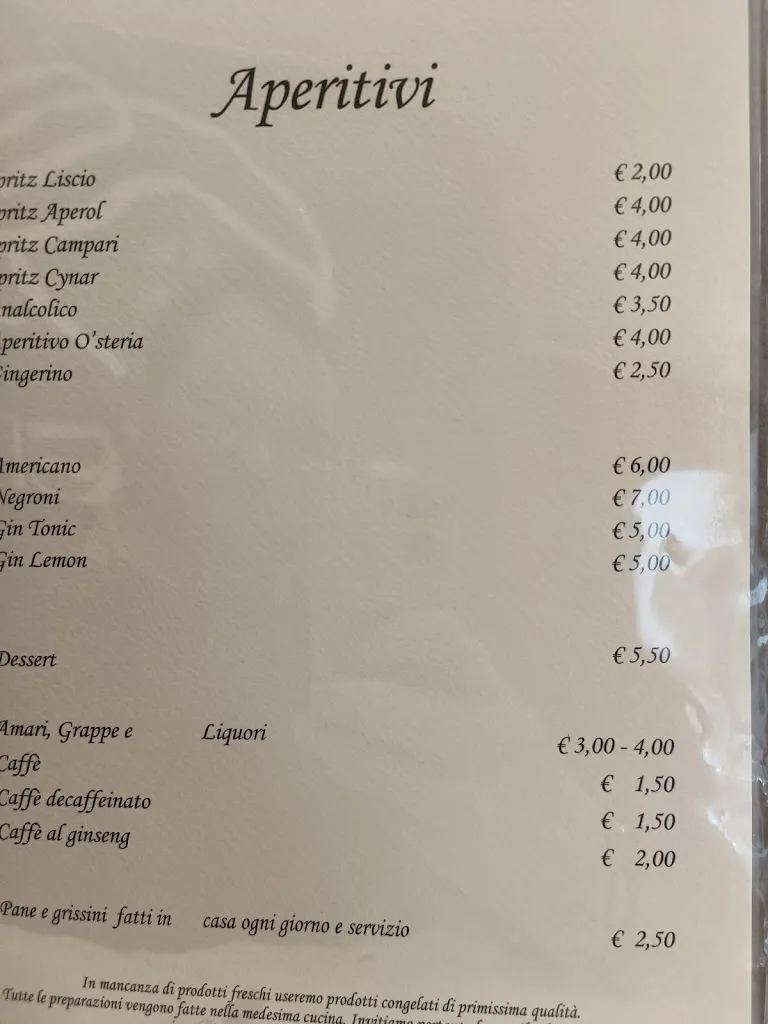 Aperitivi
pritz Liscio € 2,00
pritz Aperol € 4,00
pritz Campari € 4,00
pritz Cynar € 4,00
nalcolico € 3,50
peritivo O'steria € 4,00
Gingerino € 2,50
Americano € 6,00
Negroni € 7,00
Gin Tonic € 5,00
Gin Lemon € 5,00
Dessert € 5,50
Amari, Grappe e Liquori € 3,00 - 4,00
Caffè € 1,50
Caffè decaffeinato € 1,50
Caffè al ginseng € 2,00
Pane e grissini fatti in casa ogni giorno e servizio € 2,50
In mancanza di prodotti freschi useremo prodotti congelati di primissima qualità.
Tutte le preparazioni vengono fatte nella medesima cucina. Invitiamo